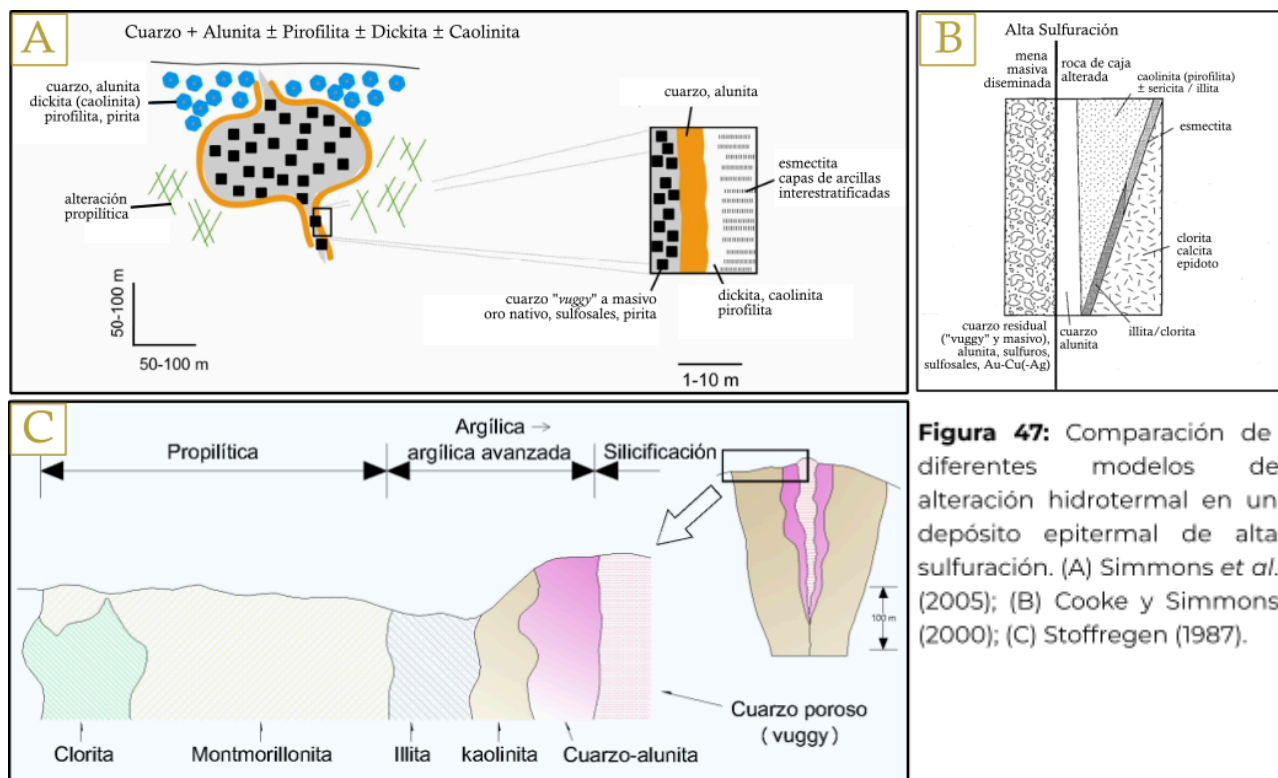 A
Cuarzo + Alunita ± Pirofilita ± Dickita ± Caolinita
cuarzo, alunita
dickita (caolinita)
pirofilita, pirita
alteración
propilítica
50-100 m
50-100 m
cuarzo, alunita
esmectita
capas de arcillas
interestratificadas
cuarzo "vuggy" a masivo
oro nativo, sulfosales, pirita
dickita, caolinita
pirofilita
1-10 m
B
Alta Sulfuración
mena
masiva
diseminada
roca de caja
alterada
caolinita (pirofilita)
± sericita / illita
esmectita
clorita
calcita
epidoto
cuarzo residual
("vuggy" y masivo),
alunita, sulfuros,
sulfosales, Au-Cu(-Ag)
cuarzo
alunita
illita/clorita
C
Propilítica
Argílica →
argílica avanzada
Silicificación
100 m
Cuarzo poroso
( vuggy )
Clorita
Montmorillonita
Illita
kaolinita
Cuarzo-alunita
Figura 47: Comparación de
diferentes modelos de
alteración hidrotermal en un
depósito epitermal de alta
sulfuración. (A) Simmons et al.
(2005); (B) Cooke y Simmons
(2000); (C) Stoffregen (1987).